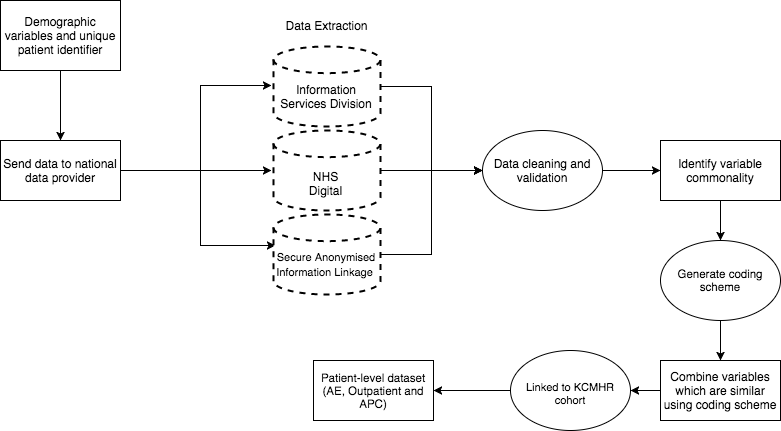 Demographic
variables and unique
patient identifier
Send data to national
data provider
Data Extraction
Information
Services Division
NHS
Digital
Secure Anonymised
Information Linkage
Data cleaning and
validation
Identify variable
commonality
Generate coding
scheme
Combine variables
which are similar
using coding scheme
Linked to KCMHR
cohort
Patient-level dataset
(AE, Outpatient and
APC)